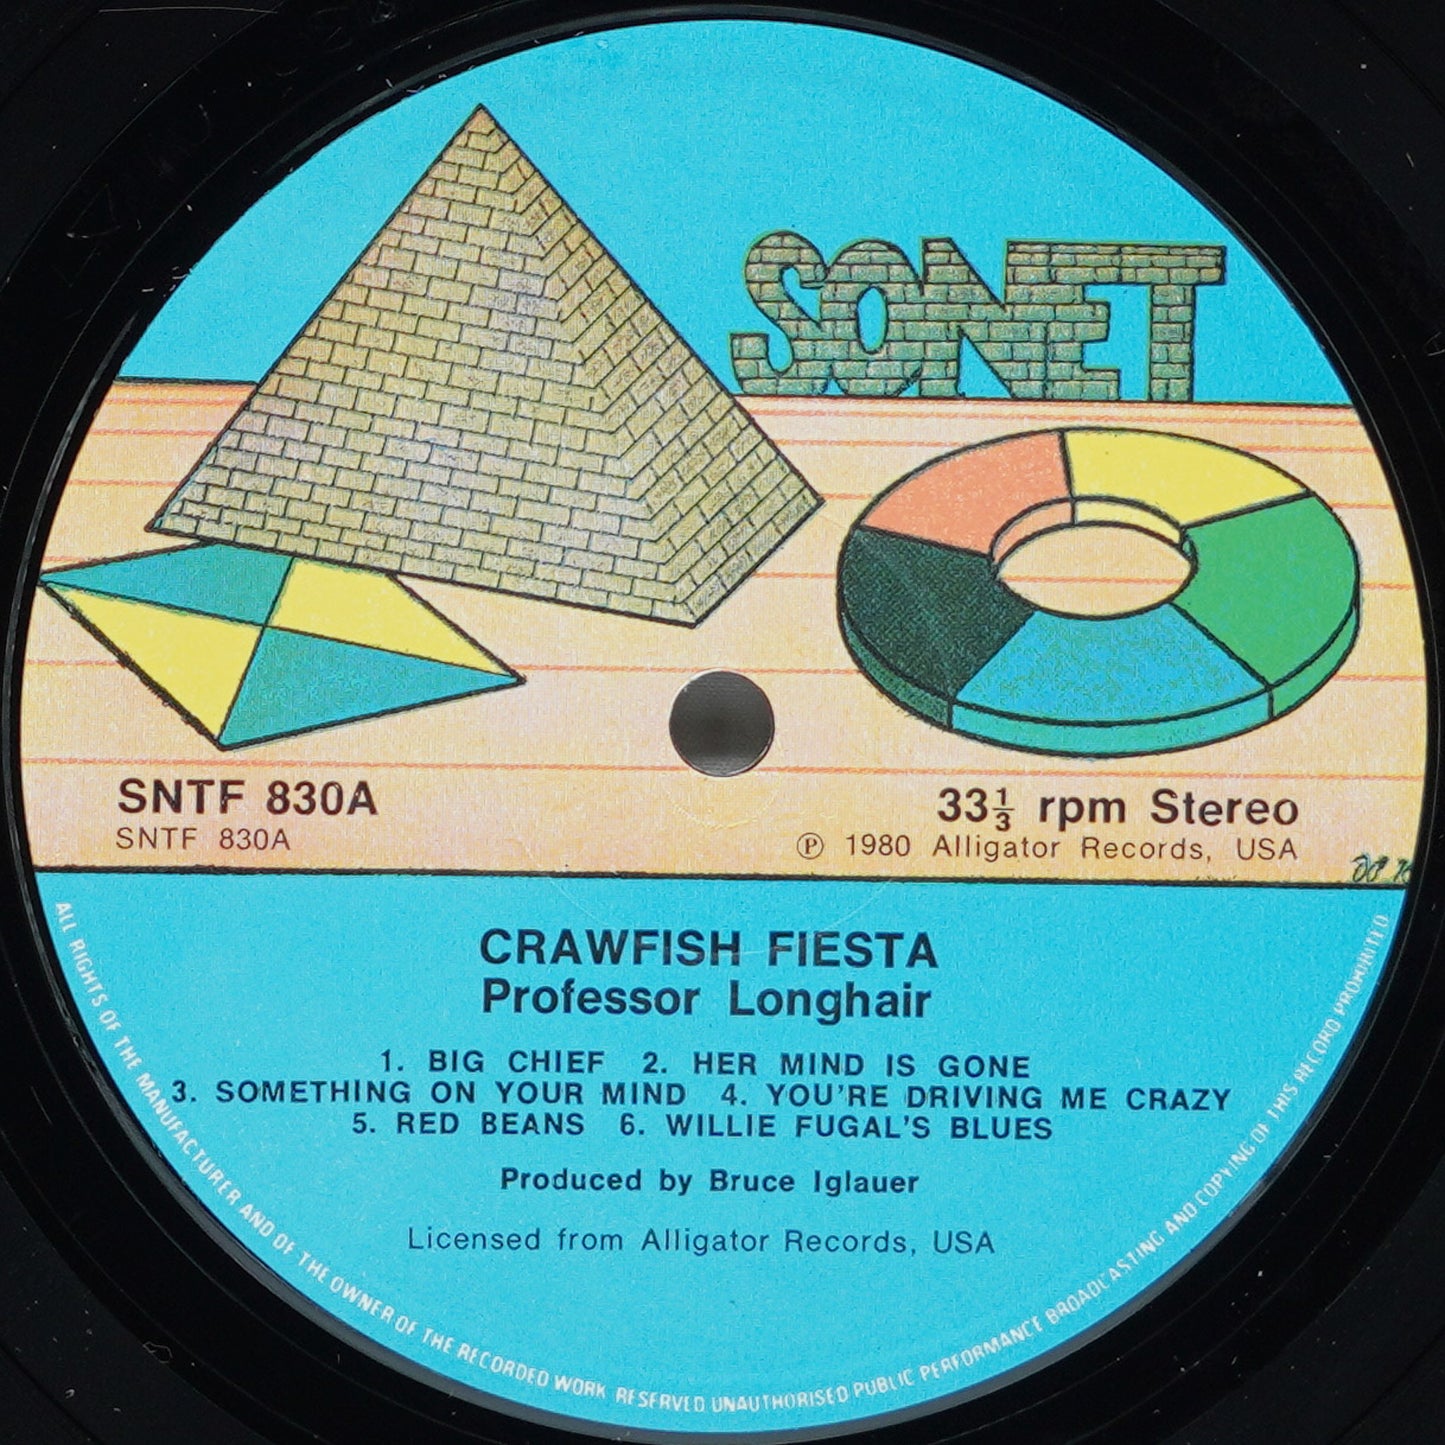 SONET
SNTF 830A
SNTF 830A
33⅓ rpm Stereo
℗ 1980 Alligator Records, USA
CRAWFISH FIESTA
Professor Longhair
1. BIG CHIEF 2. HER MIND IS GONE
3. SOMETHING ON YOUR MIND 4. YOU'RE DRIVING ME CRAZY
5. RED BEANS 6. WILLIE FUGAL'S BLUES
Produced by Bruce Iglauer
Licensed from Alligator Records, USA
ALL RIGHTS OF THE MANUFACTURER AND OF THE OWNER OF THE RECORDED WORK RESERVED UNAUTHORISED PUBLIC PERFORMANCE BROADCASTING AND COPYING OF THIS RECORD PROHIBITED